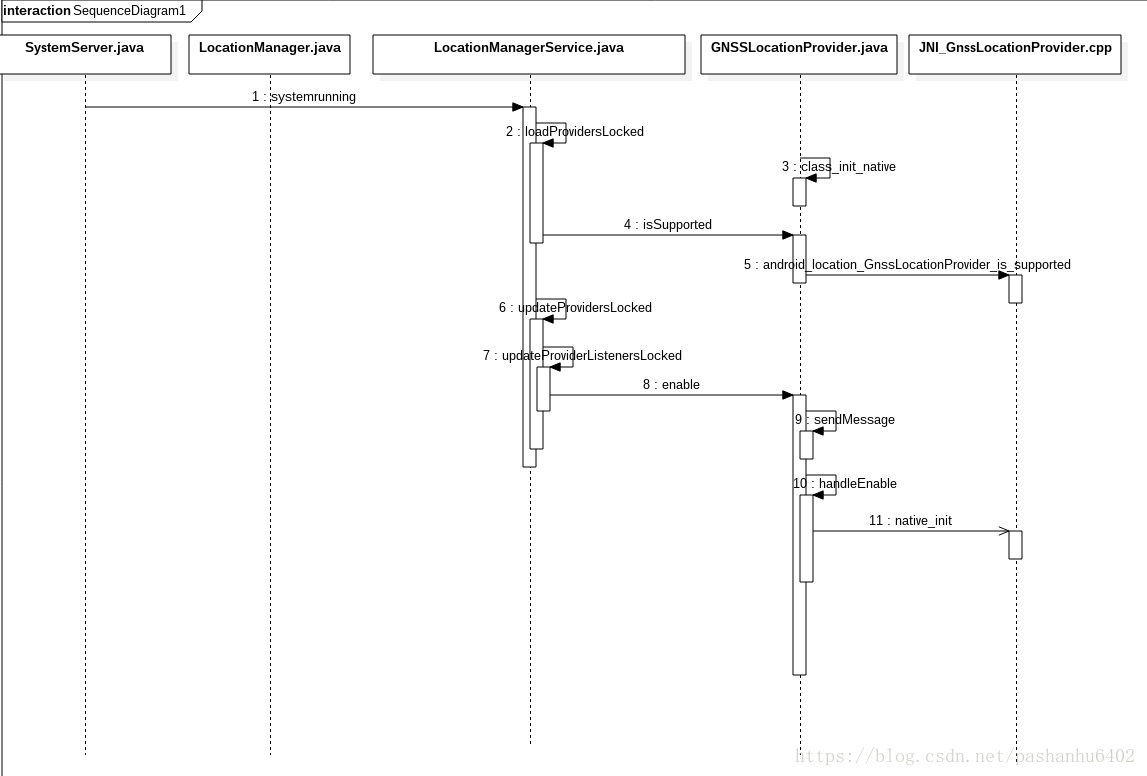 interaction SequenceDiagram1
SystemServer.java
LocationManager.java
LocationManagerService.java
GNSSLocationProvider.java
JNI_GnssLocationProvider.cpp
1 : systemrunning
2 : loadProvidersLocked
3 : class_init_native
4 : isSupported
5 : android_location_GnssLocationProvider_is_supported
6 : updateProvidersLocked
7 : updateProviderListenersLocked
8 : enable
9 : sendMessage
10 : handleEnable
11 : native_init
https://blog.csdn.net/pashanhu6402